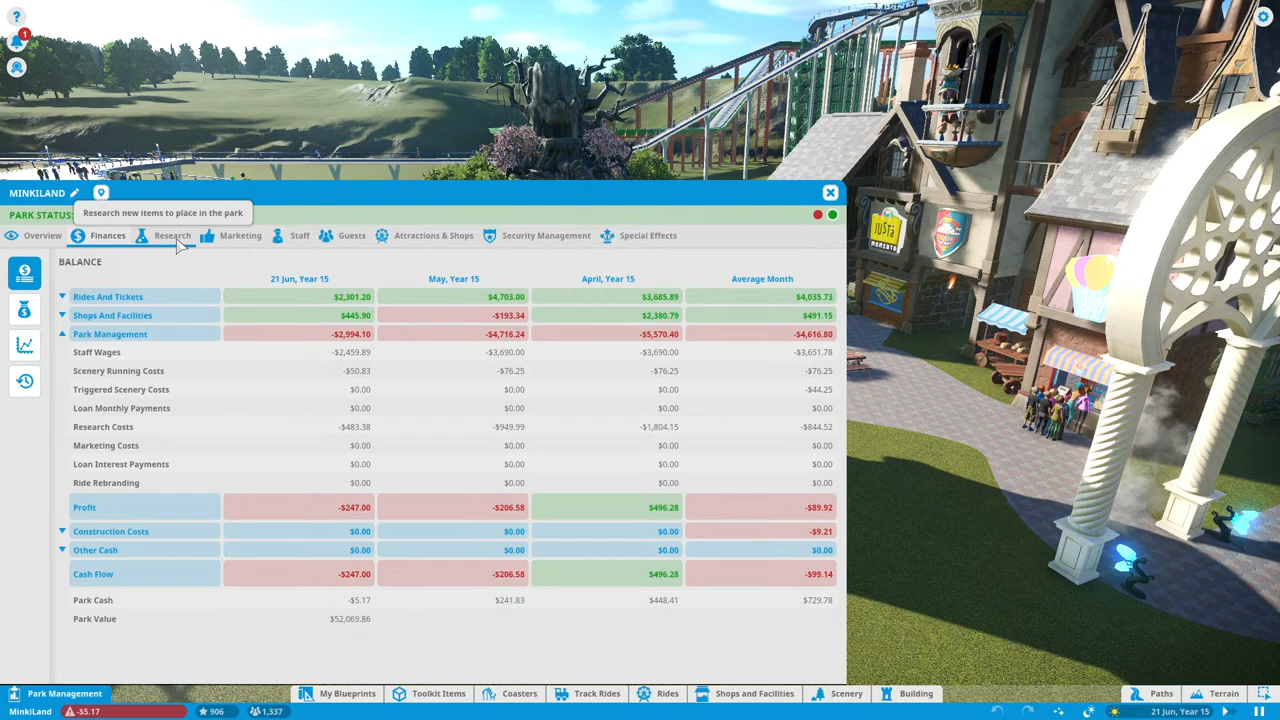 ?
1
MINKILAND
Research new items to place in the park
PARK STATUS:
Overview Finances Research Marketing Staff Guests Attractions & Shops Security Management Special Effects
BALANCE
21 Jun, Year 15 May, Year 15 April, Year 15 Average Month
Rides And Tickets $2,301.20 $4,703.00 $3,685.89 $4,035.73
Shops And Facilities $445.90 -$193.34 $2,380.79 $491.15
Park Management -$2,994.10 -$4,716.24 -$5,570.40 -$4,616.80
Staff Wages -$2,459.89 -$3,690.00 -$3,690.00 -$3,651.78
Scenery Running Costs -$50.83 -$76.25 -$76.25 -$76.25
Triggered Scenery Costs $0.00 $0.00 $0.00 -$44.25
Loan Monthly Payments $0.00 $0.00 $0.00 $0.00
Research Costs -$483.38 -$949.99 -$1,804.15 -$844.52
Marketing Costs $0.00 $0.00 $0.00 $0.00
Loan Interest Payments $0.00 $0.00 $0.00 $0.00
Ride Rebranding $0.00 $0.00 $0.00 $0.00
Profit -$247.00 -$206.58 $496.28 -$89.92
Construction Costs $0.00 $0.00 $0.00 -$9.21
Other Cash $0.00 $0.00 $0.00 $0.00
Cash Flow -$247.00 -$206.58 $496.28 -$99.14
Park Cash -$5.17 $241.83 $448.41 $729.78
Park Value $52,069.86
JUSTA
MOMENTO
Park Management My Blueprints Toolkit Items Coasters Track Rides Rides Shops and Facilities Scenery Building Paths Terrain
MinkiLand -$5.17 906 1,337 21 Jun, Year 15